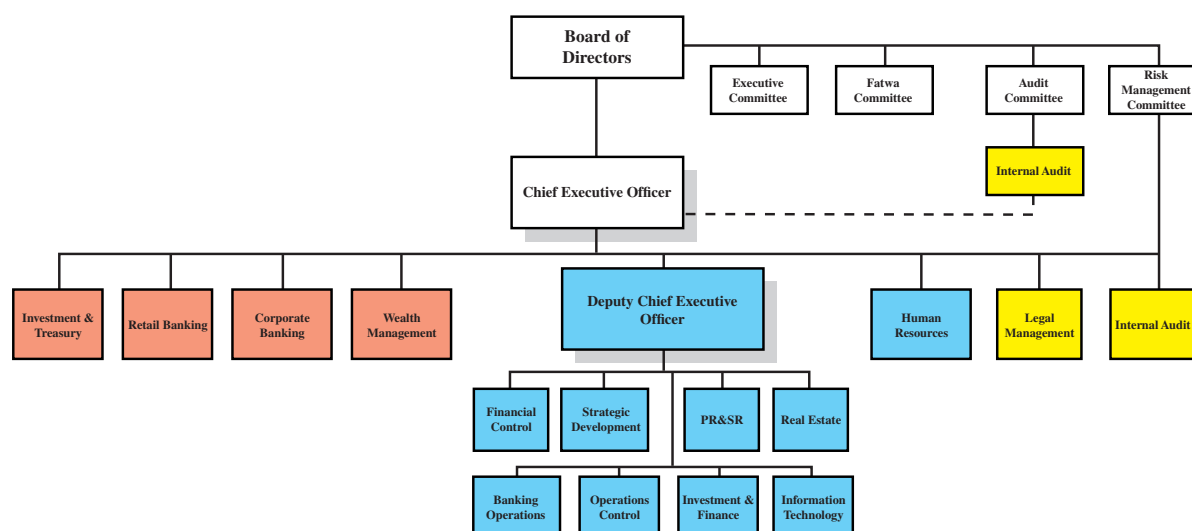 Board of
Directors
Executive
Committee
Fatwa
Committee
Audit
Committee
Risk
Management
Committee
Internal Audit
Chief Executive Officer
Investment &
Treasury
Retail Banking
Corporate
Banking
Wealth
Management
Deputy Chief Executive
Officer
Human
Resources
Legal
Management
Internal Audit
Financial
Control
Strategic
Development
PR&SR
Real Estate
Banking
Operations
Operations
Control
Investment &
Finance
Information
Technology